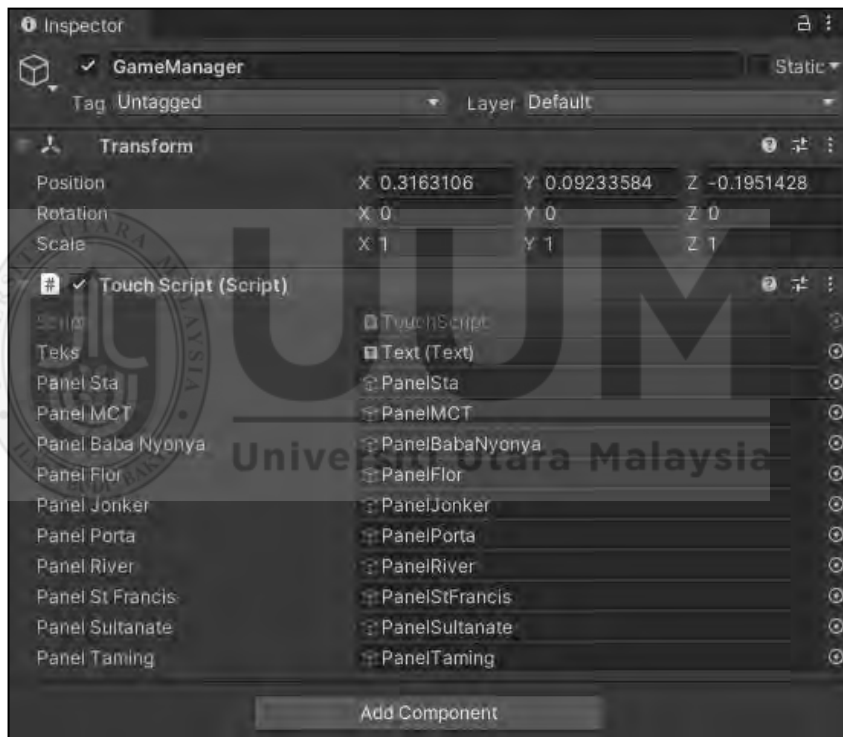 Inspector
GameManager Static
Tag Untagged Layer Default
Transform
Position X 0.3163106 Y 0.09233584 Z -0.1951428
Rotation X 0 Y 0 Z 0
Scale X 1 Y 1 Z 1
# Touch Script (Script)
Script TouchScript
Teks Text (Text)
Panel Sta PanelSta
Panel MCT PanelMCT
Panel Baba Nyonya PanelBabaNyonya
Panel Flor PanelFlor
Panel Jonker PanelJonker
Panel Porta PanelPorta
Panel River PanelRiver
Panel St Francis PanelStFrancis
Panel Sultanate PanelSultanate
Panel Taming PanelTaming
Add Component
UUM
Universiti Utara Malaysia